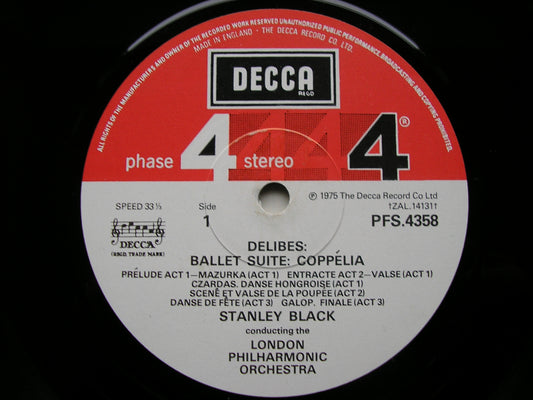 ALL RIGHTS OF THE MANUFACTURERS AND OWNER OF THE RECORDED WORK RESERVED UNAUTHORIZED PUBLIC PERFORMANCE, BROADCASTING AND COPYING PROHIBITED.
MADE IN ENGLAND · THE DECCA RECORD CO. LTD.
DECCA
REGD
phase 4 stereo 444®
℗ 1975 The Decca Record Co Ltd
SPEED 33⅓ Side †ZAL.14131†
1 PFS.4358
DECCA
(REGD. TRADE MARK)
DELIBES:
BALLET SUITE: COPPÉLIA
PRÉLUDE ACT 1—MAZURKA (ACT 1) ENTRACTE ACT 2—VALSE (ACT 1)
CZARDAS. DANSE HONGROISE (ACT 1)
SCENE ET VALSE DE LA POUPÉE (ACT 2)
DANSE DE FÊTE (ACT 3) GALOP. FINALE (ACT 3)
STANLEY BLACK
conducting the
LONDON
PHILHARMONIC
ORCHESTRA